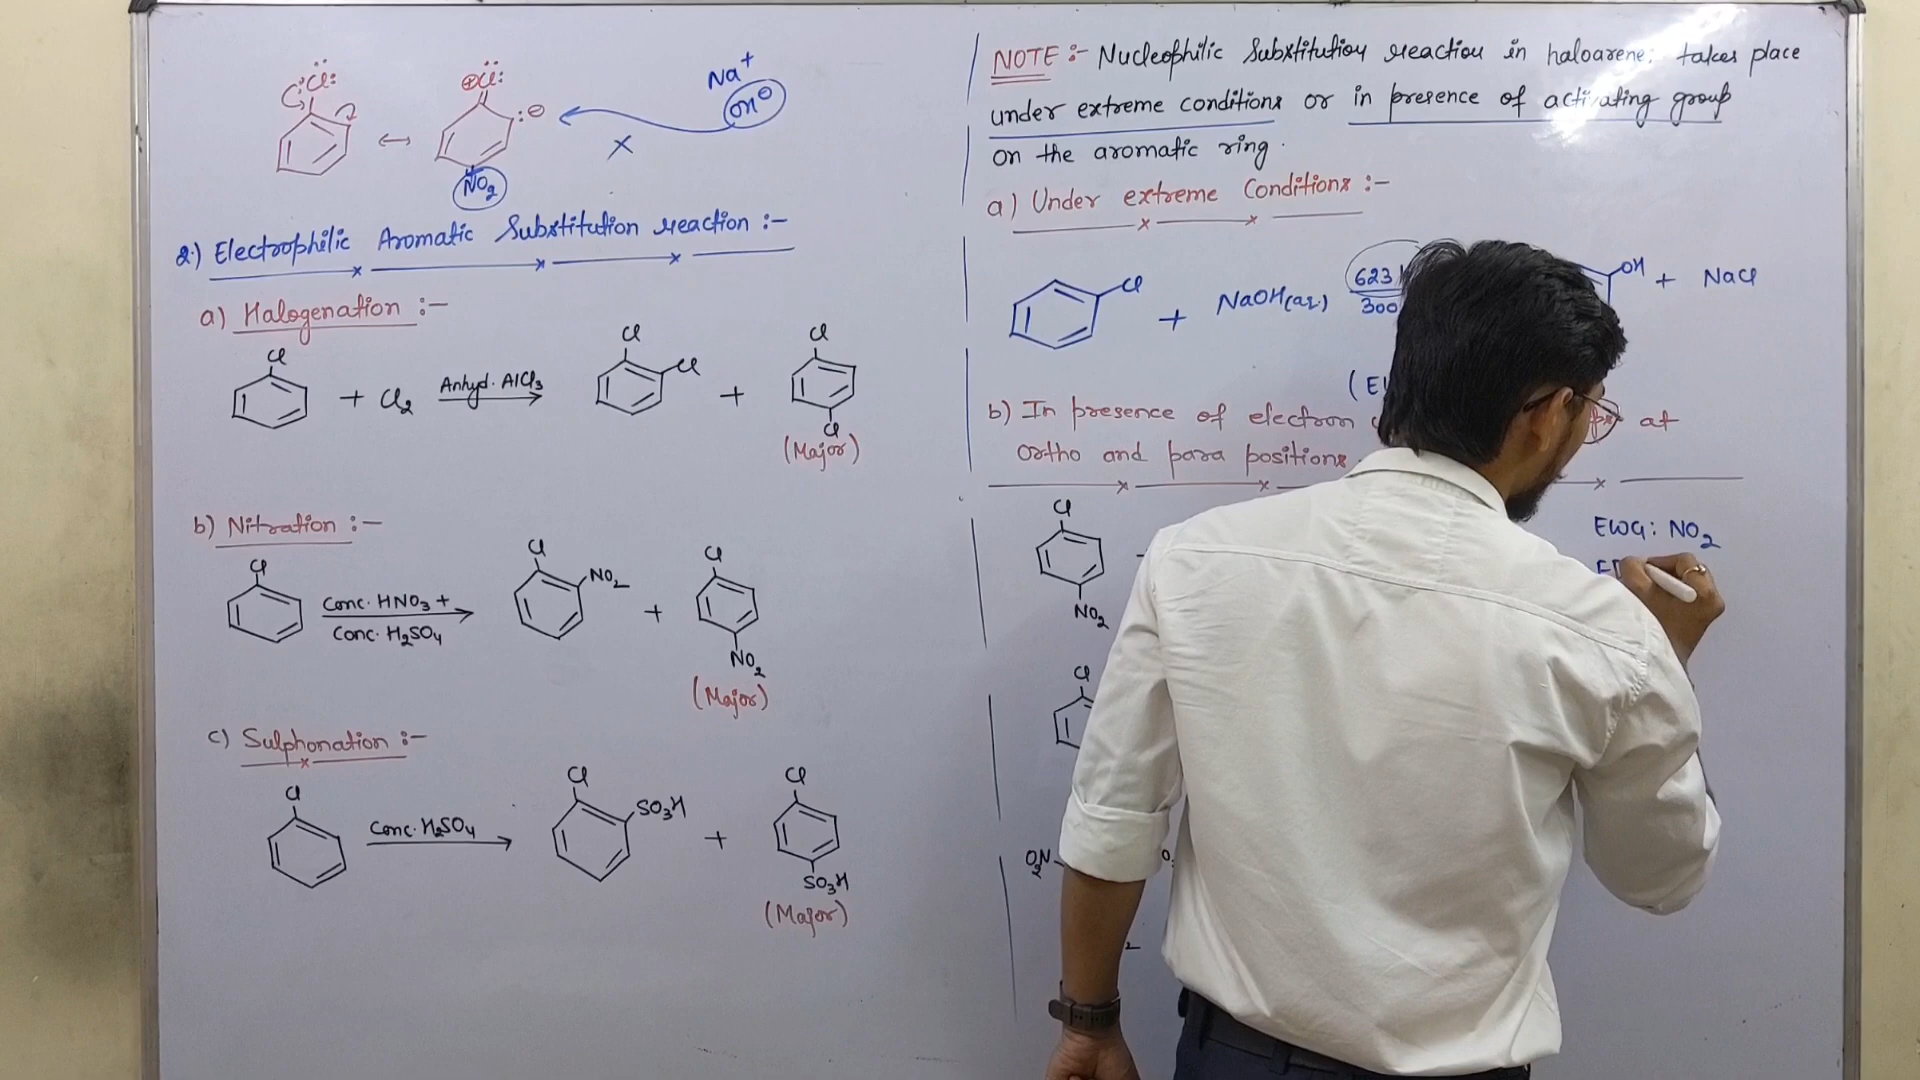 :Cl:
⊕Cl:
:⊖
Na+
OH⊖
X
NO2
2.) Electrophilic Aromatic Substitution reaction :-
a) Halogenation :-
Cl
+ Cl2
Anhyd. AlCl3
Cl
Cl
+
Cl
Cl
(Major)
b) Nitration :-
Cl
Conc. HNO3 +
Conc. H2SO4
Cl
NO2
+
Cl
NO2
(Major)
c) Sulphonation :-
Cl
Conc. H2SO4
Cl
SO3H
+
Cl
SO3H
(Major)
NOTE :- Nucleophilic Substitution reaction in haloarene; takes place
under extreme conditions or in presence of activating group
on the aromatic ring.
a) Under extreme Conditions :-
Cl
+ NaOH(aq.)
623
300
OH + NaCl
b) In presence of electron at
Ortho and para positions.
Cl
NO2
EWG: NO2
Cl
O2N